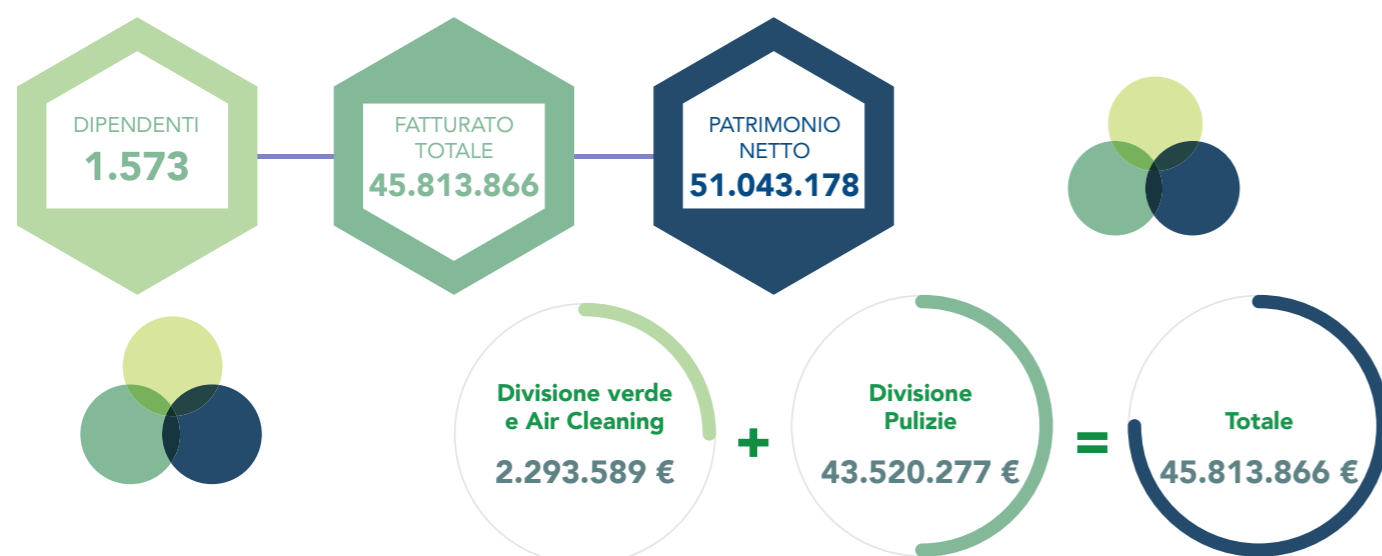 DIPENDENTI
1.573
FATTURATO
TOTALE
45.813.866
PATRIMONIO
NETTO
51.043.178
Divisione verde
e Air Cleaning
2.293.589 €
+
Divisione
Pulizie
43.520.277 €
=
Totale
45.813.866 €